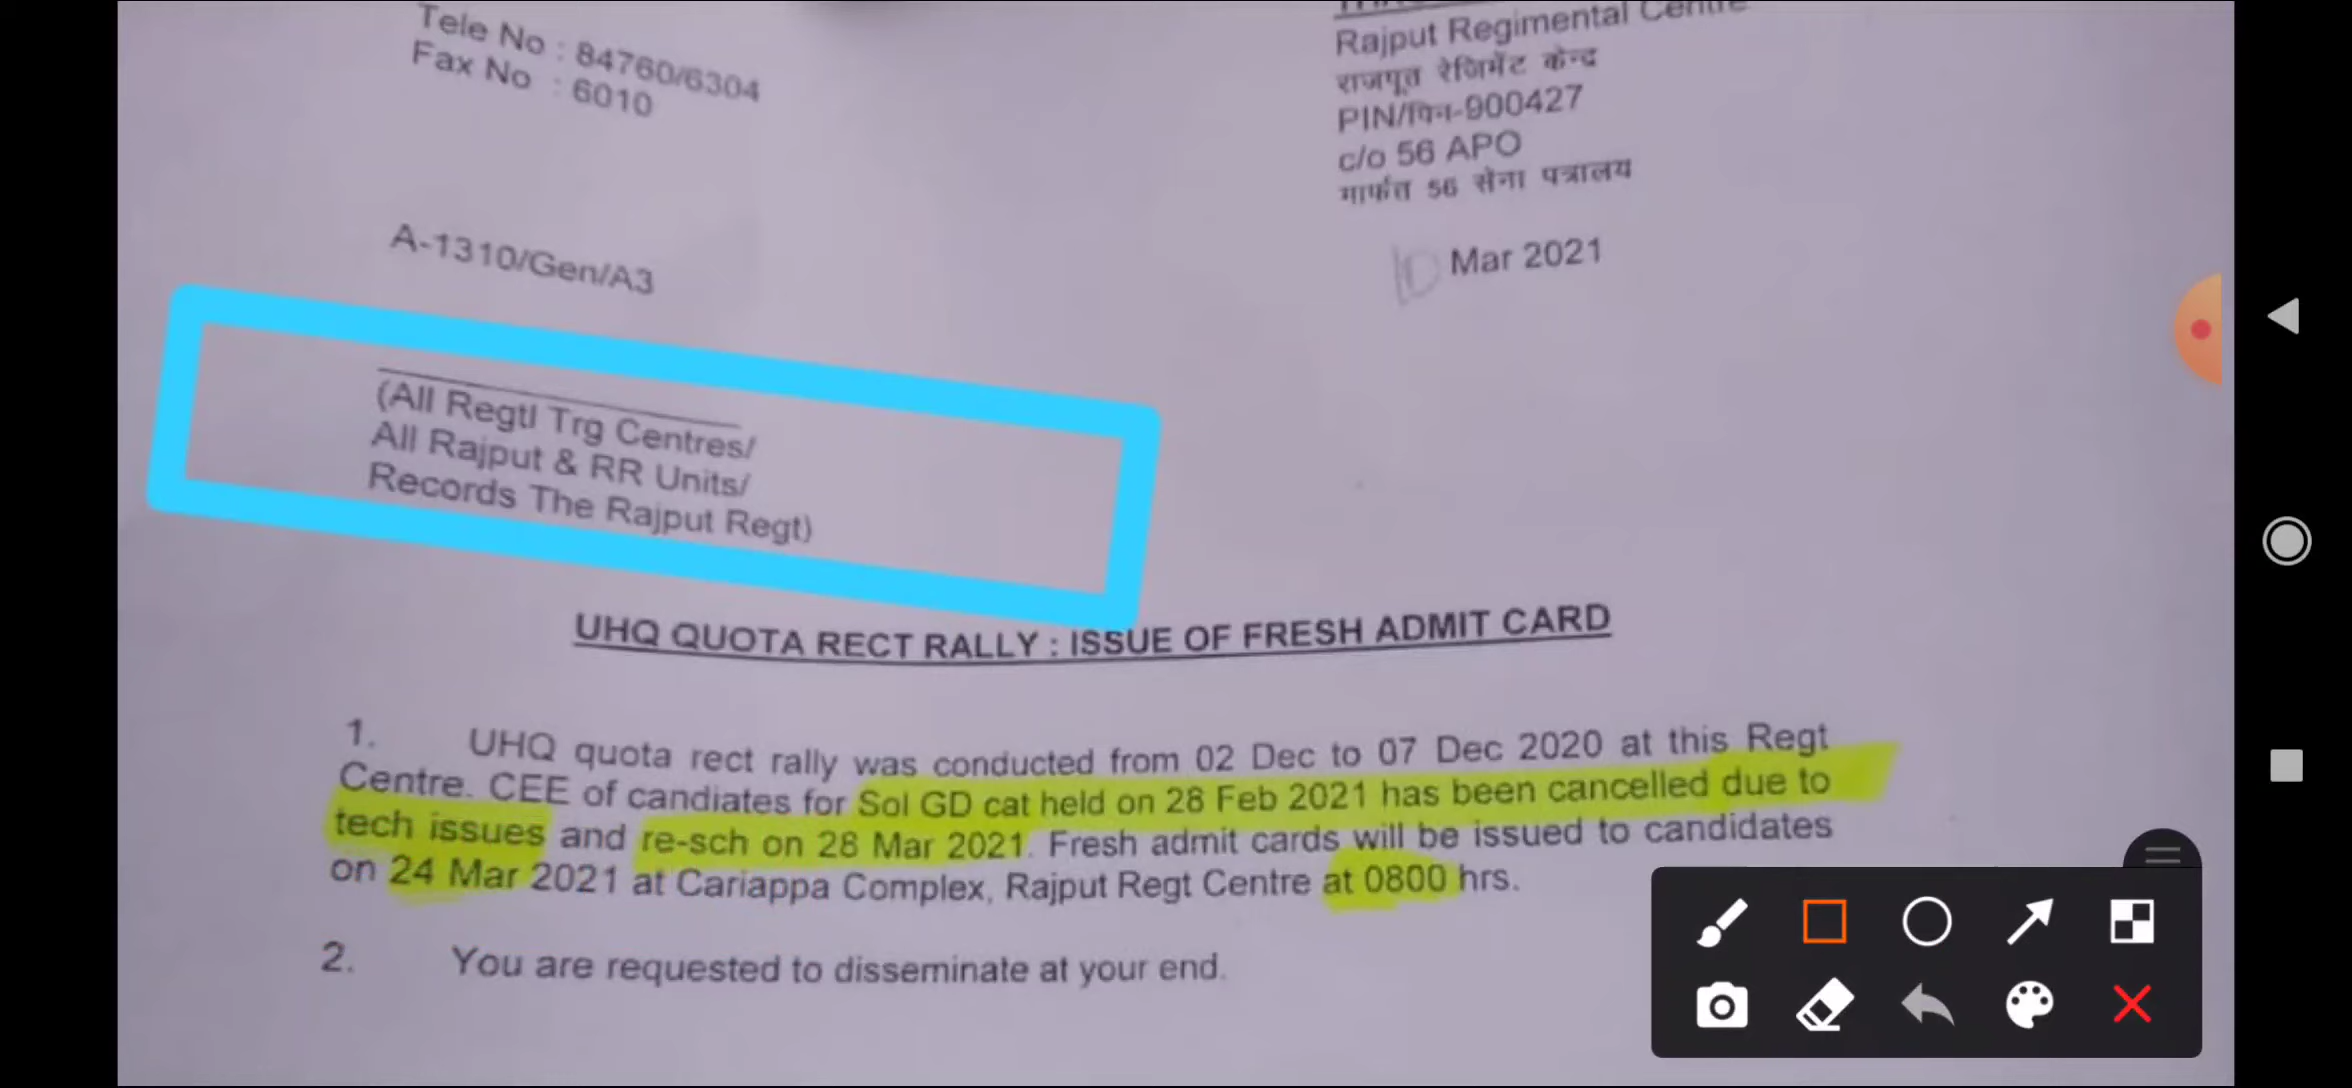 Tele No : 84760/6304
Fax No : 6010
Rajput Regimental Centre
राजपूत रेजिमेंट केन्द
PIN/पिन-900427
c/o 56 APO
मार्फत 56 सेना पत्रालय
A-1310/Gen/A3
10 Mar 2021
(All Regtl Trg Centres/
All Rajput & RR Units/
Records The Rajput Regt)
UHQ QUOTA RECT RALLY : ISSUE OF FRESH ADMIT CARD
1. UHQ quota rect rally was conducted from 02 Dec to 07 Dec 2020 at this Regt
Centre. CEE of candiates for Sol GD cat held on 28 Feb 2021 has been cancelled due to
tech issues and re-sch on 28 Mar 2021. Fresh admit cards will be issued to candidates
on 24 Mar 2021 at Cariappa Complex, Rajput Regt Centre at 0800 hrs.
2. You are requested to disseminate at your end.